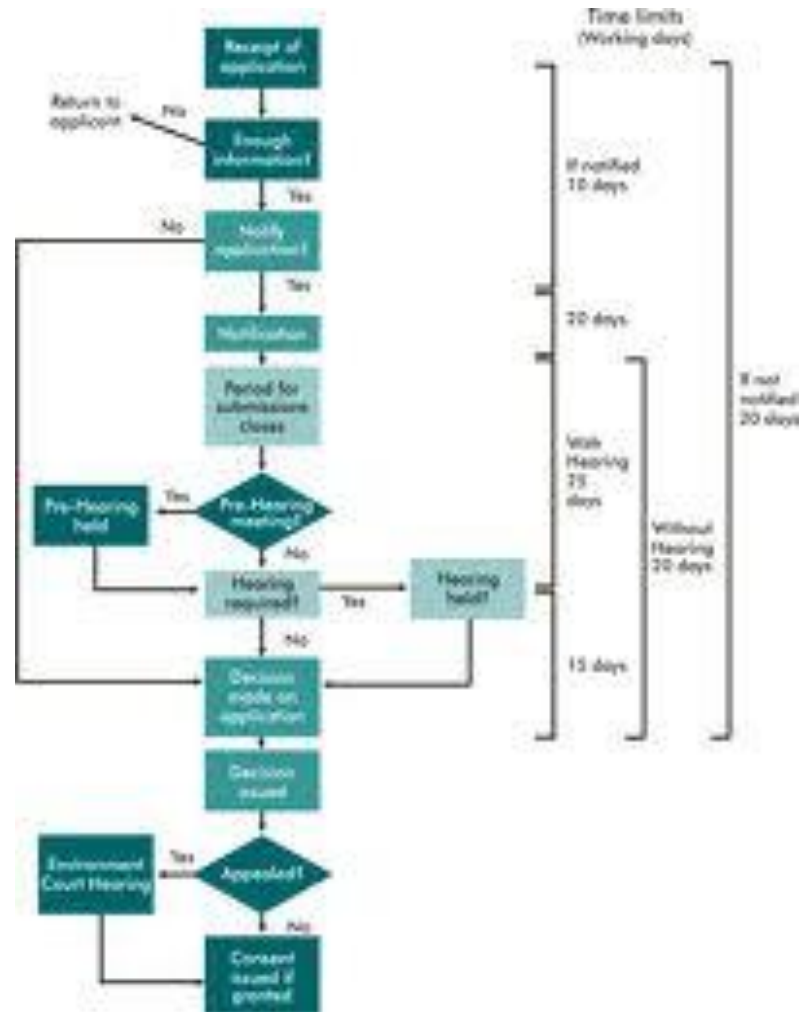 Time limits
(Working days)
Receipt of
application
Return to
applicant
No
Enough
information?
Yes
If notified
10 days
No
Notify
application?
Yes
20 days
Notification
Period for
submissions
closes
If not
notified
20 days
With
Hearing
75
days
Yes
Pre-Hearing
held
Pre-Hearing
meeting?
No
Without
Hearing
20 days
Hearing
required?
Yes
Hearing
held?
No
15 days
Decision
made on
application
Decision
issued
Environment
Court Hearing
Yes
Appealed?
No
Consent
issued if
granted